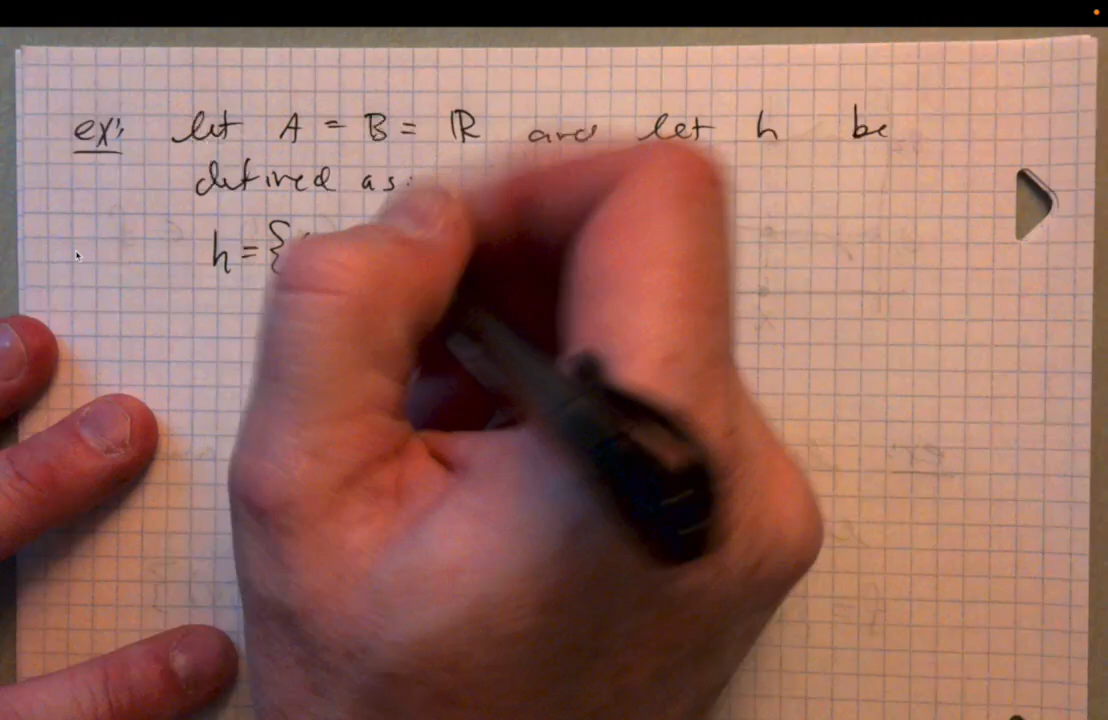 ex: let A = B = ℝ and let h be
defined as:
h = {(